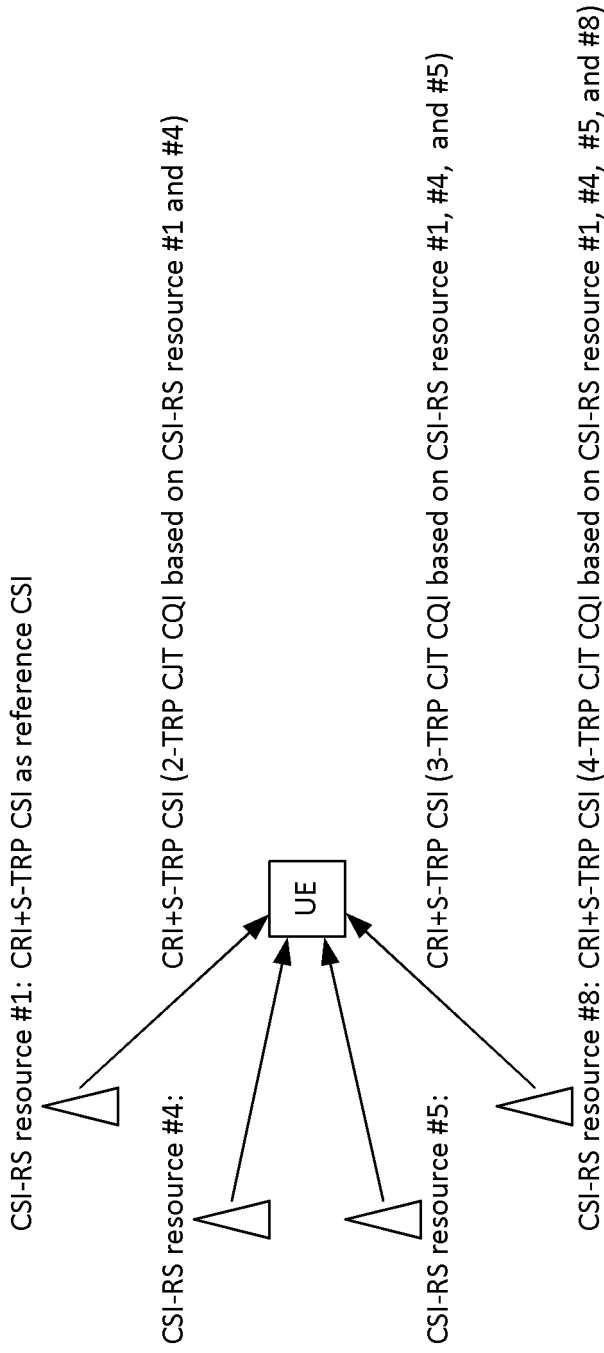 CSI-RS resource #1: CRI+S-TRP CSI as reference CSI
CSI-RS resource #4: CRI+S-TRP CSI (2-TRP CJT CQI based on CSI-RS resource #1 and #4)
UE
CSI-RS resource #5: CRI+S-TRP CSI (3-TRP CJT CQI based on CSI-RS resource #1, #4, and #5)
CSI-RS resource #8: CRI+S-TRP CSI (4-TRP CJT CQI based on CSI-RS resource #1, #4, #5, and #8)